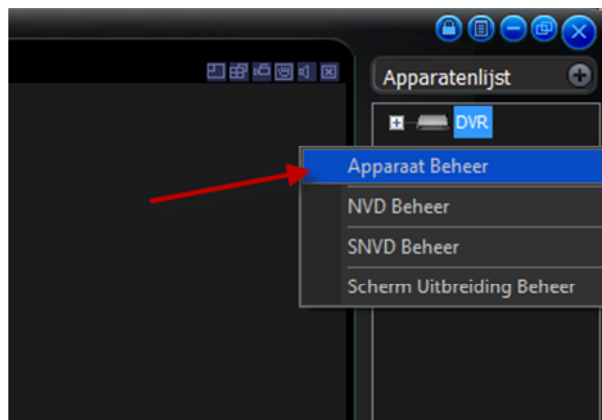 Apparatenlijst
DVR
Apparaat Beheer
NVD Beheer
SNVD Beheer
Scherm Uitbreiding Beheer